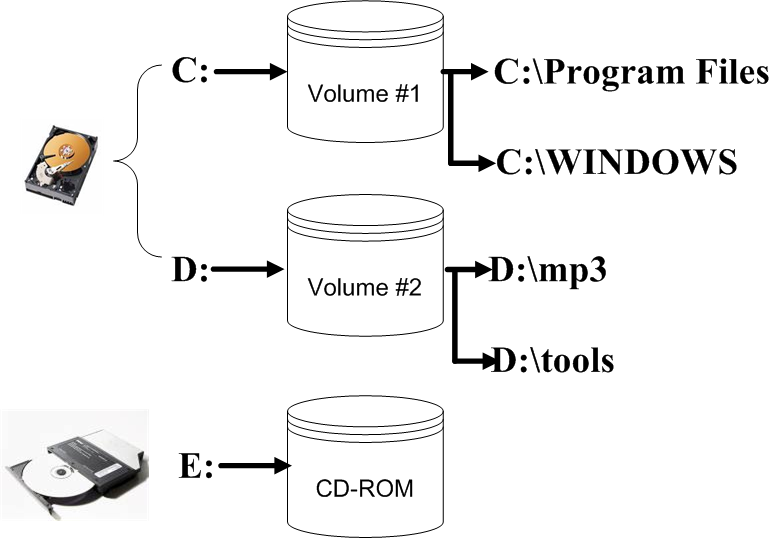 C:
Volume #1
C:\Program Files
C:\WINDOWS
D:
Volume #2
D:\mp3
D:\tools
E:
CD-ROM